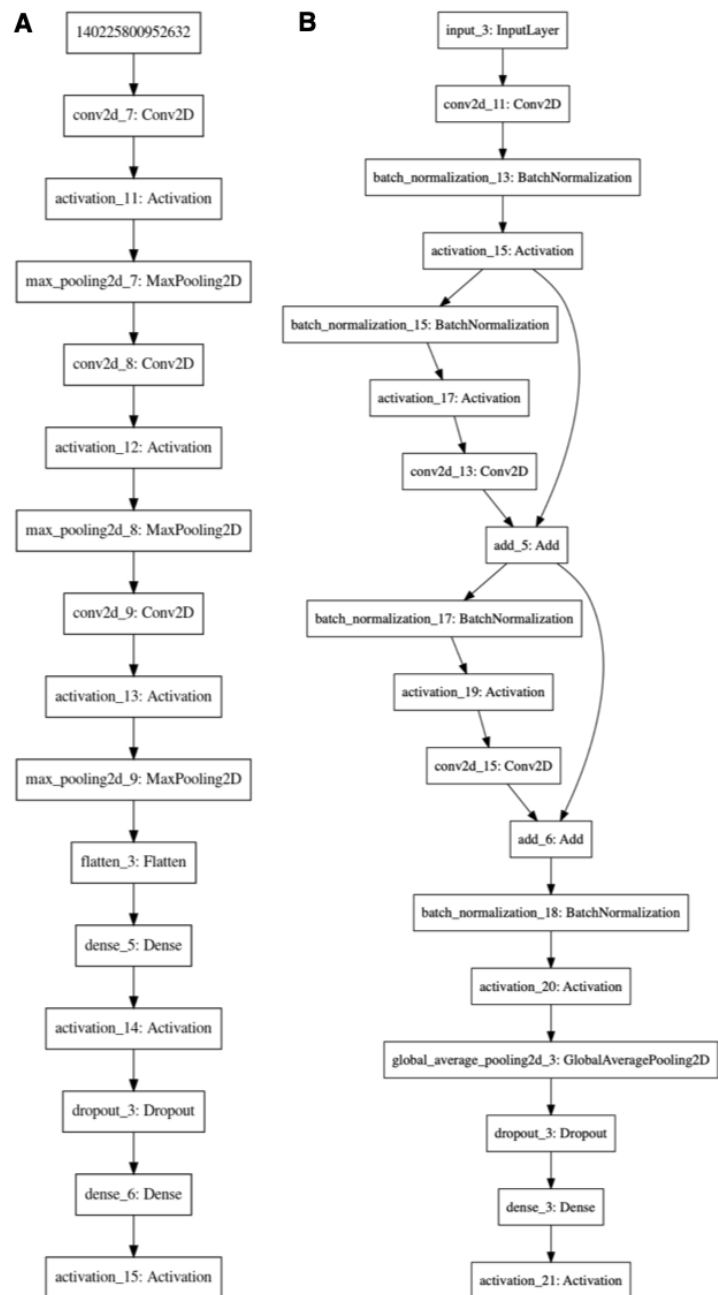 A
140225800952632
conv2d_7: Conv2D
activation_11: Activation
max_pooling2d_7: MaxPooling2D
conv2d_8: Conv2D
activation_12: Activation
max_pooling2d_8: MaxPooling2D
conv2d_9: Conv2D
activation_13: Activation
max_pooling2d_9: MaxPooling2D
flatten_3: Flatten
dense_5: Dense
activation_14: Activation
dropout_3: Dropout
dense_6: Dense
activation_15: Activation
B
input_3: InputLayer
conv2d_11: Conv2D
batch_normalization_13: BatchNormalization
activation_15: Activation
batch_normalization_15: BatchNormalization
activation_17: Activation
conv2d_13: Conv2D
add_5: Add
batch_normalization_17: BatchNormalization
activation_19: Activation
conv2d_15: Conv2D
add_6: Add
batch_normalization_18: BatchNormalization
activation_20: Activation
global_average_pooling2d_3: GlobalAveragePooling2D
dropout_3: Dropout
dense_3: Dense
activation_21: Activation